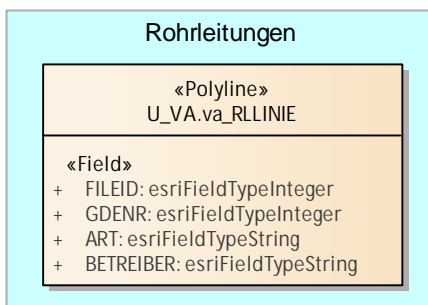 Rohrleitungen
«Polyline»
U_VA.va_RLLINIE
«Field»
+ FILEID: esriFieldTypeInteger
+ GDENR: esriFieldTypeInteger
+ ART: esriFieldTypeString
+ BETREIBER: esriFieldTypeString